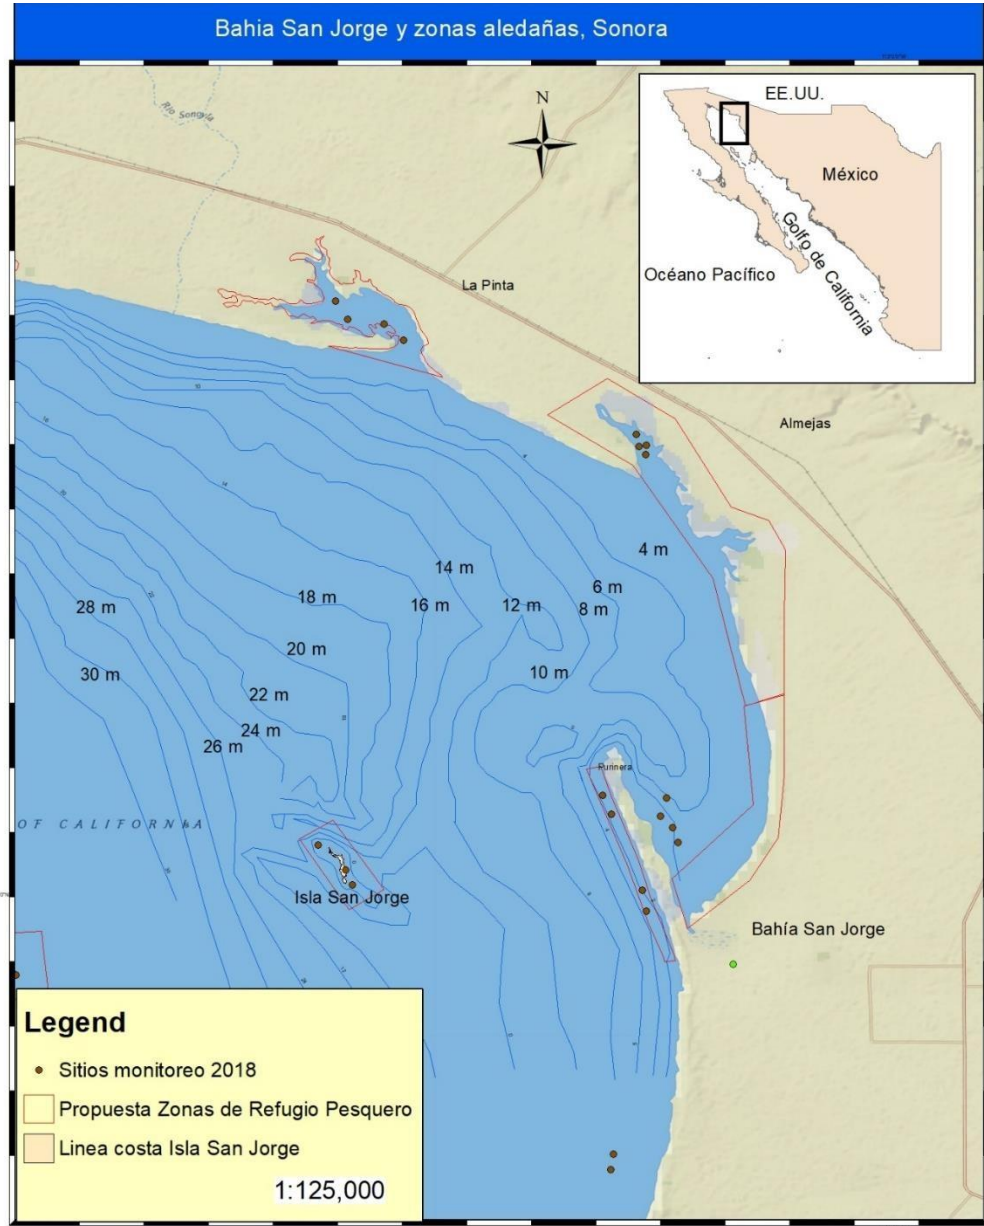 Bahia San Jorge y zonas aledañas, Sonora
N
EE.UU.
México
Golfo de California
Océano Pacífico
La Pinta
Almejas
4 m
14 m
6 m
28 m
18 m
16 m
12 m
8 m
20 m
30 m
10 m
22 m
24 m
26 m
OF CALIFORNIA
Isla San Jorge
Bahía San Jorge
Legend
Sitios monitoreo 2018
Propuesta Zonas de Refugio Pesquero
Linea costa Isla San Jorge
1:125,000